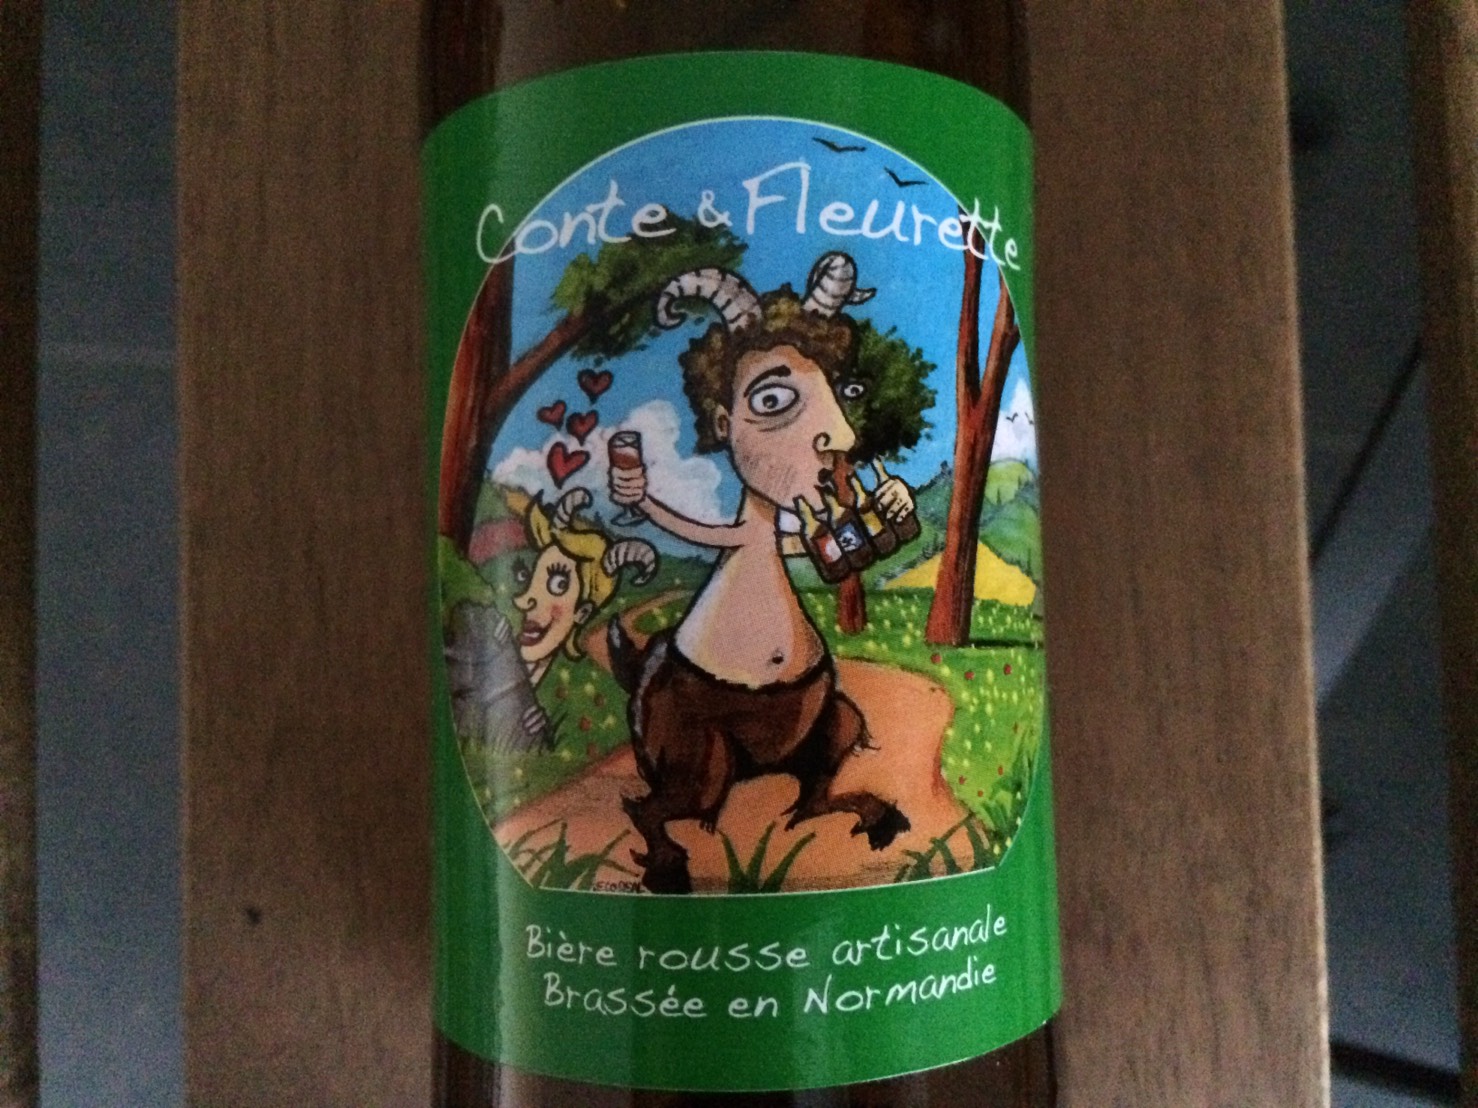 Conte & Fleurette
Bière rousse artisanale
Brassée en Normandie